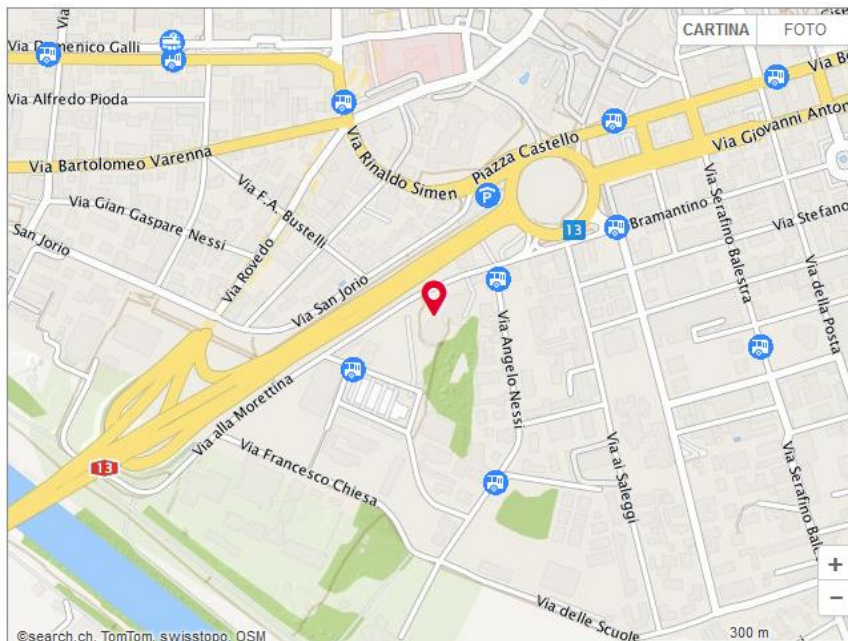 CARTINA
FOTO
Via Domenico Galli
Via Alfredo Pioda
Via Bartolomeo Varenna
Via Rinaldo Simen
Piazza Castello
Via Giovanni Anton
Via Gian Gaspare Nessi
Via F.A. Bustelli
Via Rovedo
San Jorio
Via San Jorio
P
13
Bramantino
Via Stefano
Via Serafino Balestra
Via della Posta
Via Angelo Nessi
Via alla Morettina
13
Via Francesco Chiesa
Via ai Saleggi
Via Serafino Bales
Via delle Scuole
+
−
300 m
©search.ch, TomTom, swisstopo, OSM